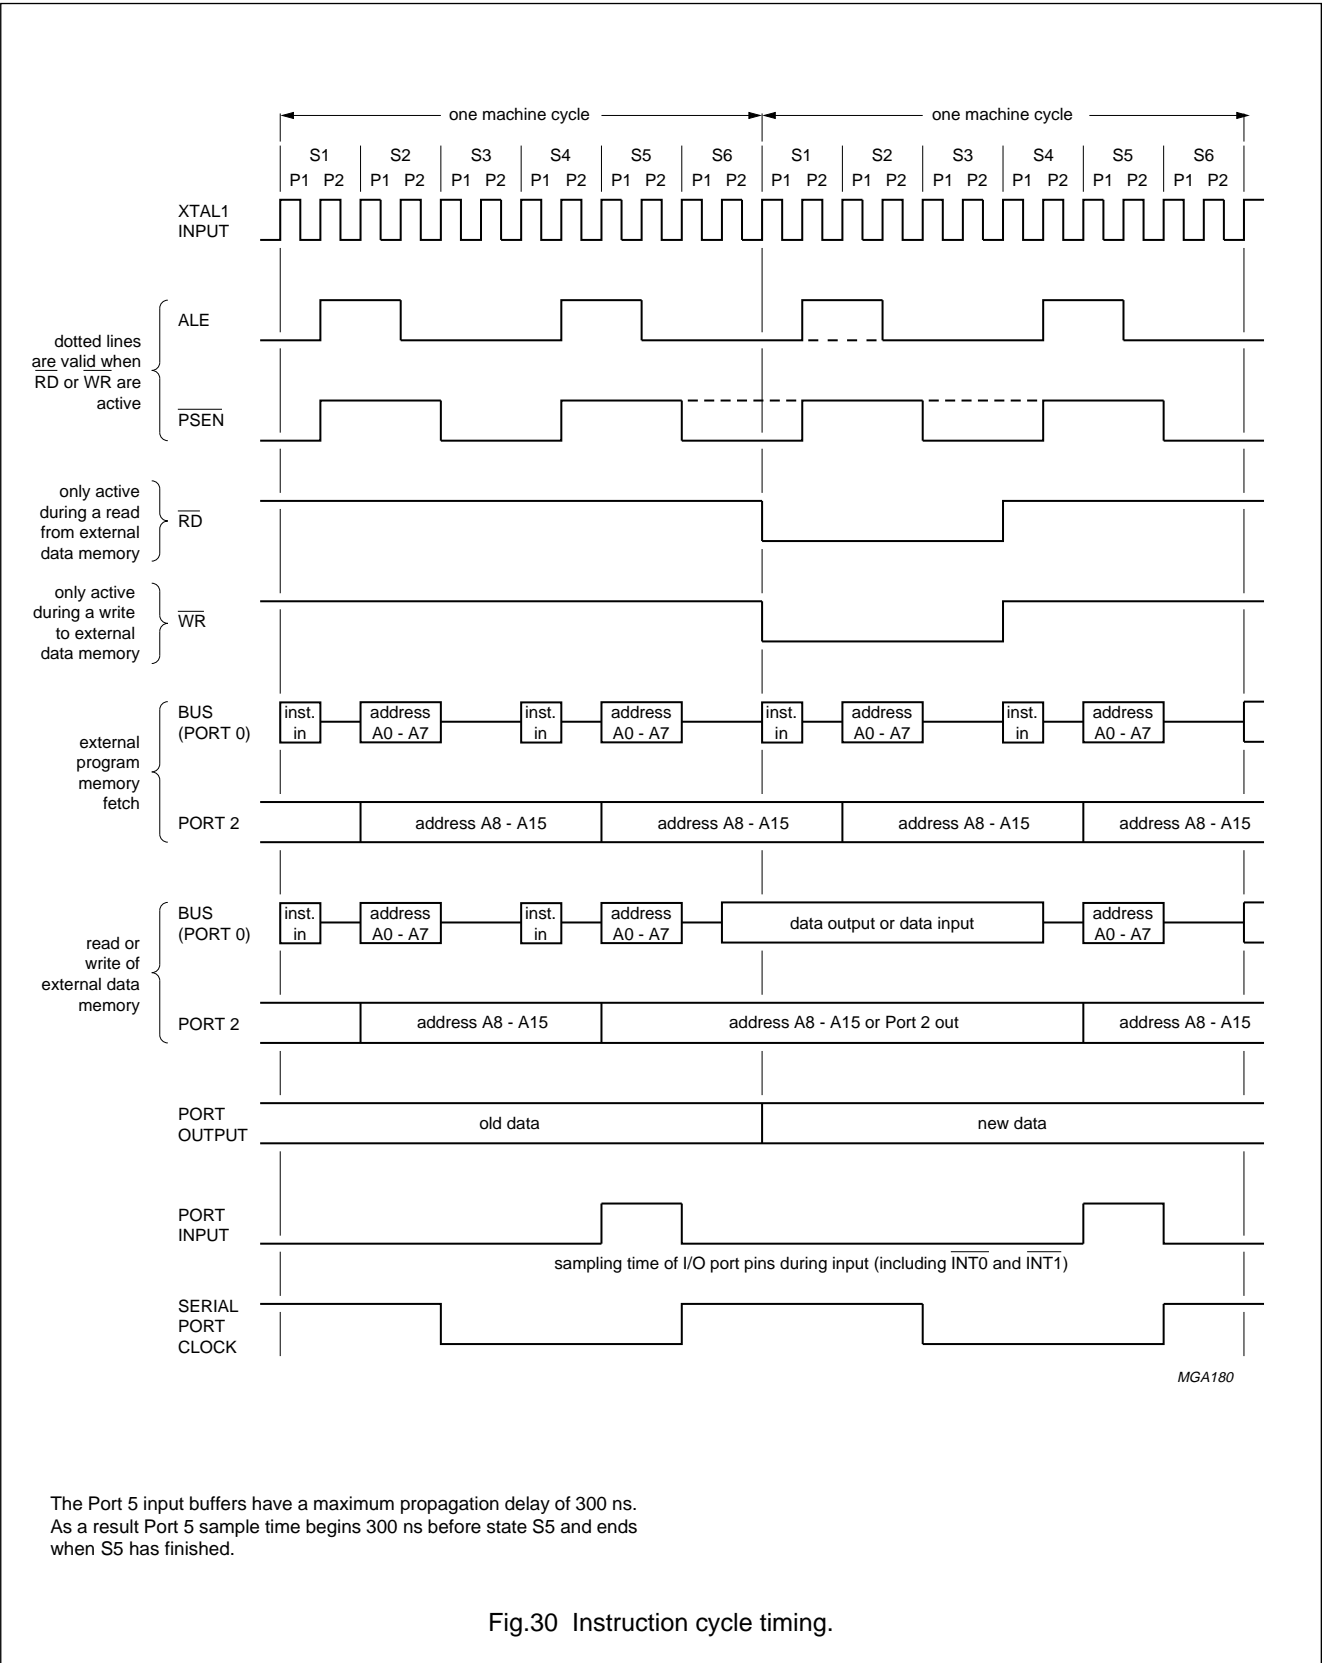 one machine cycle one machine cycle
S1 S2 S3 S4 S5 S6 S1 S2 S3 S4 S5 S6
P1 P2 P1 P2 P1 P2 P1 P2 P1 P2 P1 P2 P1 P2 P1 P2 P1 P2 P1 P2 P1 P2 P1 P2
XTAL1
INPUT
dotted lines
are valid when
RD or WR are
active
ALE
PSEN
only active
during a read
from external
data memory
RD
only active
during a write
to external
data memory
WR
external
program
memory
fetch
BUS
(PORT 0)
inst. address inst. address inst. address inst. address
in A0 - A7 in A0 - A7 in A0 - A7 in A0 - A7
PORT 2
address A8 - A15 address A8 - A15 address A8 - A15 address A8 - A15
read or
write of
external data
memory
BUS
(PORT 0)
inst. address inst. address data output or data input address
in A0 - A7 in A0 - A7 A0 - A7
PORT 2
address A8 - A15 address A8 - A15 or Port 2 out address A8 - A15
PORT
OUTPUT
old data new data
PORT
INPUT
sampling time of I/O port pins during input (including INT0 and INT1)
SERIAL
PORT
CLOCK
MGA180
The Port 5 input buffers have a maximum propagation delay of 300 ns.
As a result Port 5 sample time begins 300 ns before state S5 and ends
when S5 has finished.
Fig.30 Instruction cycle timing.